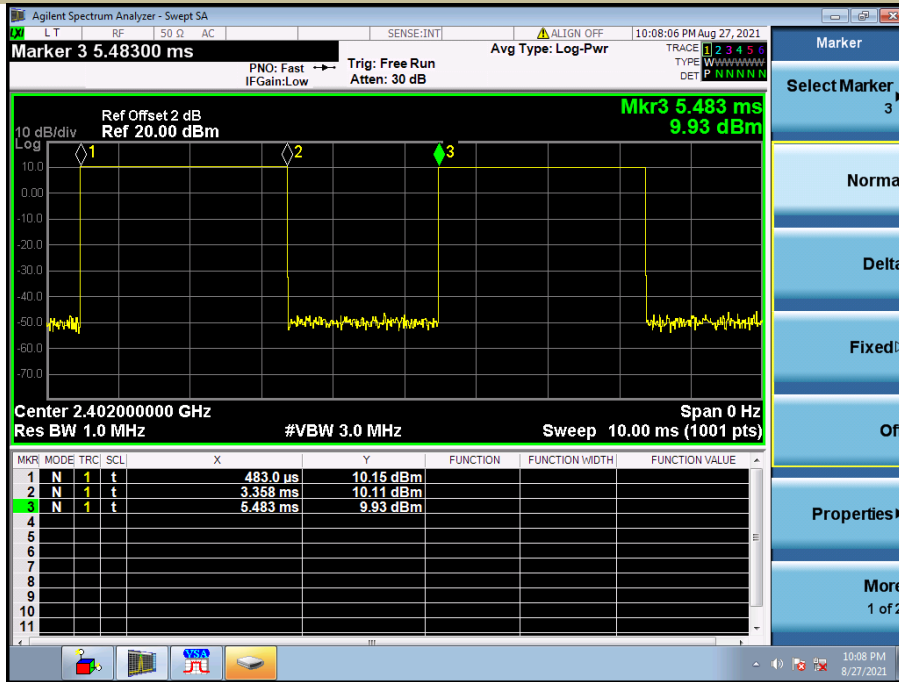 Agilent Spectrum Analyzer - Swept SA
LXI L T RF 50 Ω AC SENSE:INT ALIGN OFF 10:08:06 PM Aug 27, 2021
Marker 3 5.48300 ms
PNO: Fast
IFGain:Low
Trig: Free Run
Atten: 30 dB
Avg Type: Log-Pwr
TRACE 1 2 3 4 5 6
TYPE WWWWWW
DET P N N N N N
Mkr3 5.483 ms
9.93 dBm
Ref Offset 2 dB
10 dB/div Ref 20.00 dBm
Log
1
2
3
10.0
0.00
-10.0
-20.0
-30.0
-40.0
-50.0
-60.0
-70.0
Center 2.402000000 GHz Span 0 Hz
Res BW 1.0 MHz #VBW 3.0 MHz Sweep 10.00 ms (1001 pts)
MKR MODE TRC SCL X Y FUNCTION FUNCTION WIDTH FUNCTION VALUE
1 N 1 t 483.0 µs 10.15 dBm
2 N 1 t 3.358 ms 10.11 dBm
3 N 1 t 5.483 ms 9.93 dBm
4
5
6
7
8
9
10
11
Marker
Select Marker
3
Norma
Delta
Fixed
Of
Properties
More
1 of 2
VSA
10:08 PM
8/27/2021